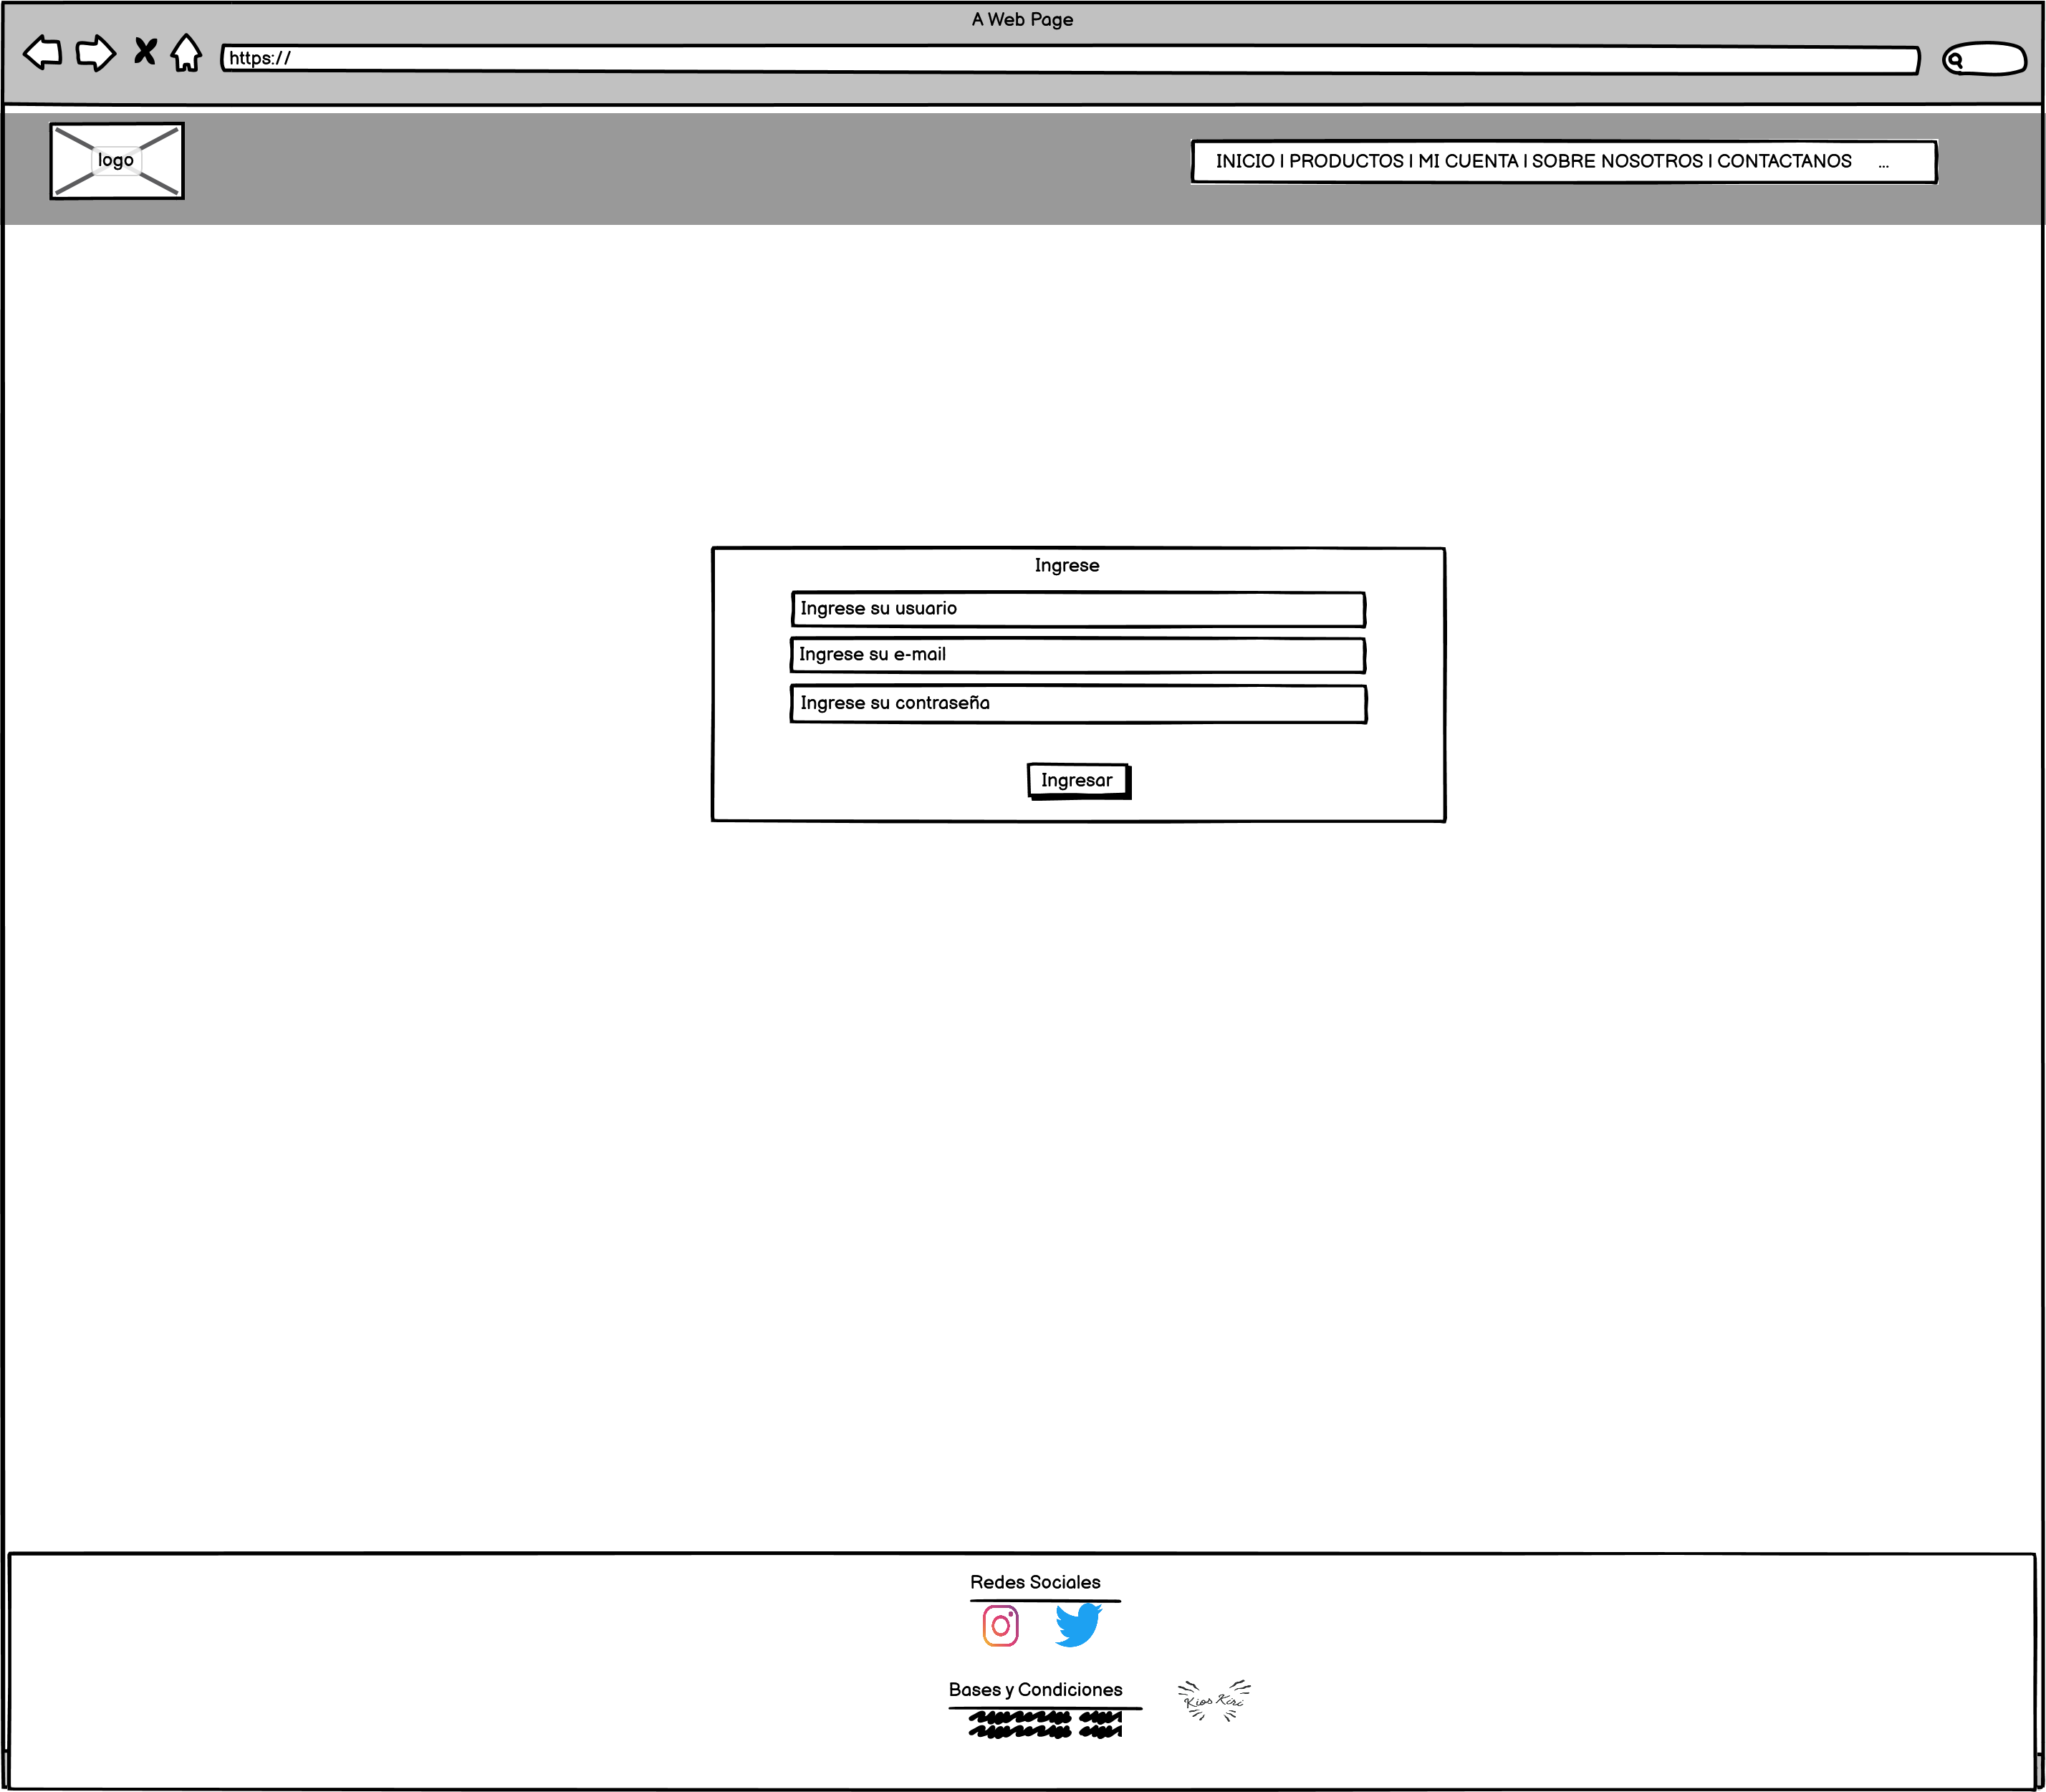 A Web Page
https://
logo
INICIO | PRODUCTOS | MI CUENTA | SOBRE NOSOTROS | CONTACTANOS ...
Ingrese
Ingrese su usuario
Ingrese su e-mail
Ingrese su contraseña
Ingresar
Redes Sociales
Bases y Condiciones
Kios Kiri